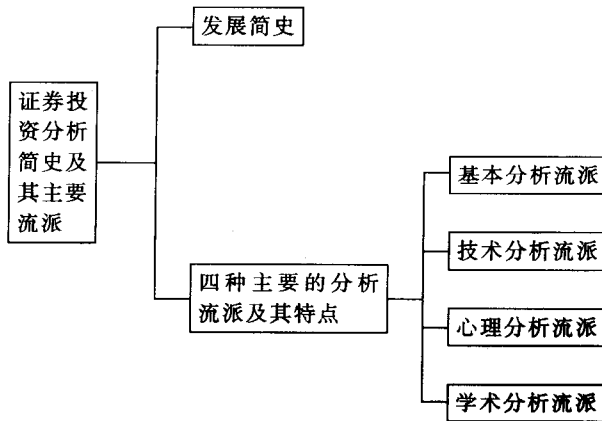 发展简史
证券投
资分析
简史及
其主要
流派
基本分析流派
技术分析流派
四种主要的分析
流派及其特点
心理分析流派
学术分析流派